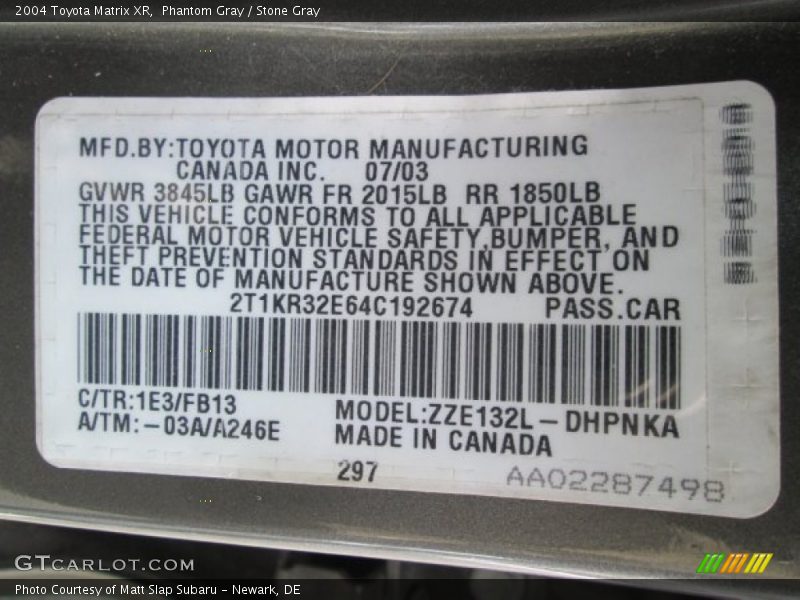 2004 Toyota Matrix XR, Phantom Gray / Stone Gray
MFD.BY:TOYOTA MOTOR MANUFACTURING
CANADA INC. 07/03
GVWR 3845LB GAWR FR 2015LB RR 1850LB
THIS VEHICLE CONFORMS TO ALL APPLICABLE
FEDERAL MOTOR VEHICLE SAFETY,BUMPER, AND
THEFT PREVENTION STANDARDS IN EFFECT ON
THE DATE OF MANUFACTURE SHOWN ABOVE.
2T1KR32E64C192674 PASS.CAR
C/TR:1E3/FB13
A/TM:-03A/A246E
MODEL:ZZE132L-DHPNKA
MADE IN CANADA
297
AA02287498
GTCARLOT.COM
Photo Courtesy of Matt Slap Subaru - Newark, DE